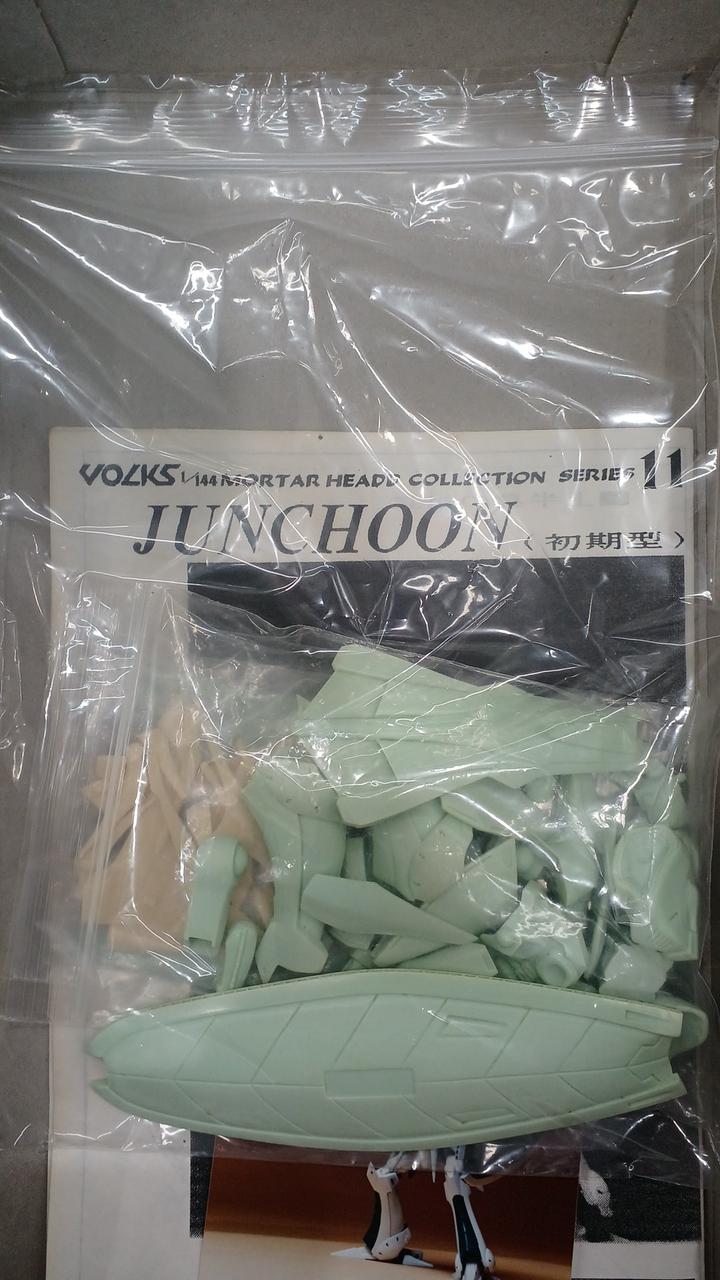 VOLKS 1/144 MORTAR HEADD COLLECTION SERIES 11
JUNCHOON〈初期型〉